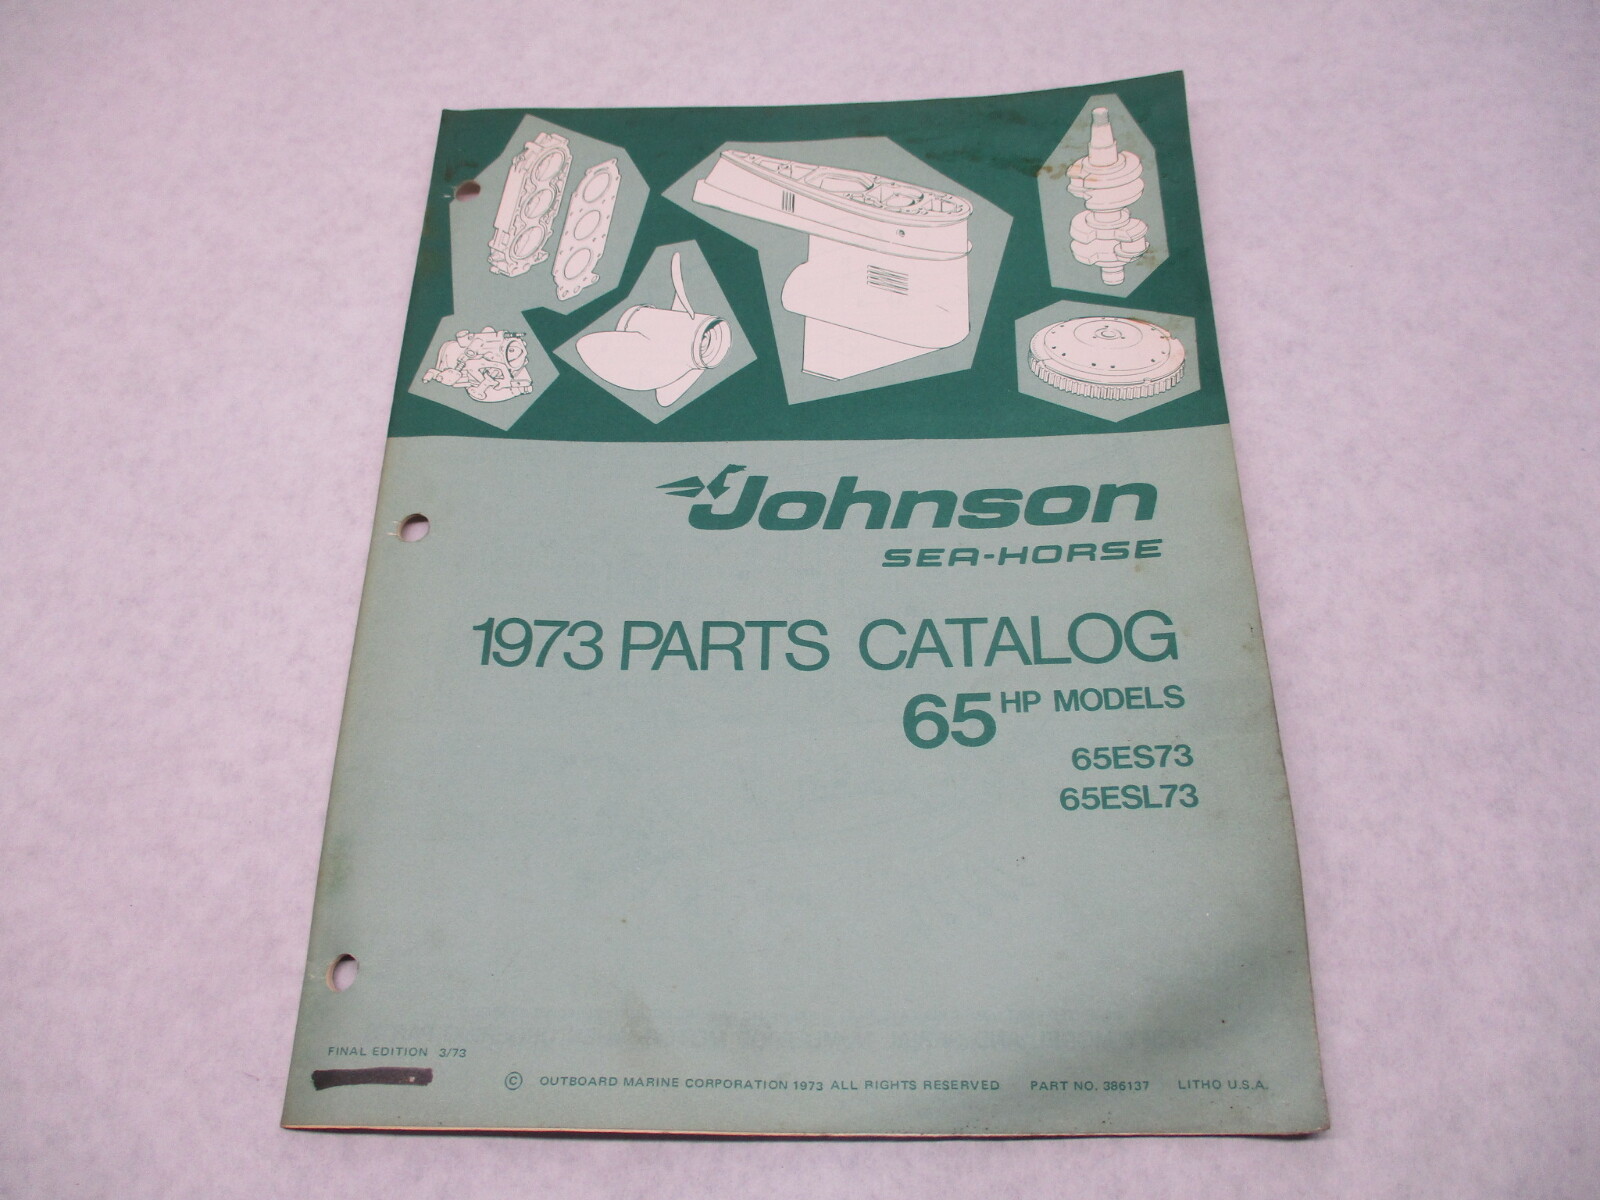 Johnson
SEA-HORSE
1973 PARTS CATALOG
65 HP MODELS
65ES73
65ESL73
FINAL EDITION 3/73
© OUTBOARD MARINE CORPORATION 1973 ALL RIGHTS RESERVED PART NO. 386137 LITHO U.S.A.